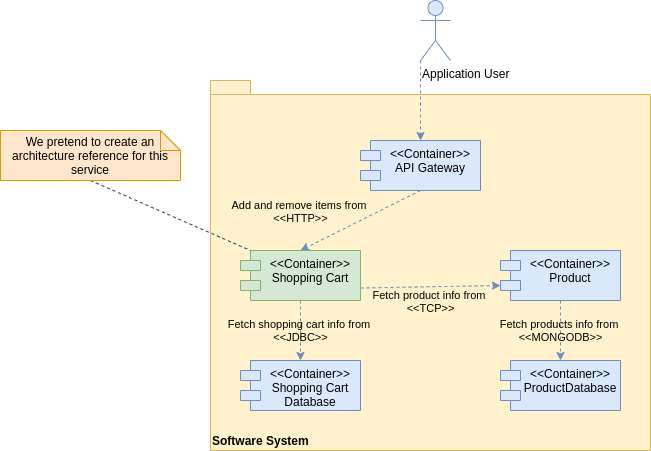 Application User
We pretend to create an
architecture reference for this
service
<<Container>>
API Gateway
Add and remove items from
<<HTTP>>
<<Container>>
Shopping Cart
<<Container>>
Product
Fetch product info from
<<TCP>>
Fetch shopping cart info from
<<JDBC>>
Fetch products info from
<<MONGODB>>
<<Container>>
Shopping Cart
Database
<<Container>>
ProductDatabase
Software System